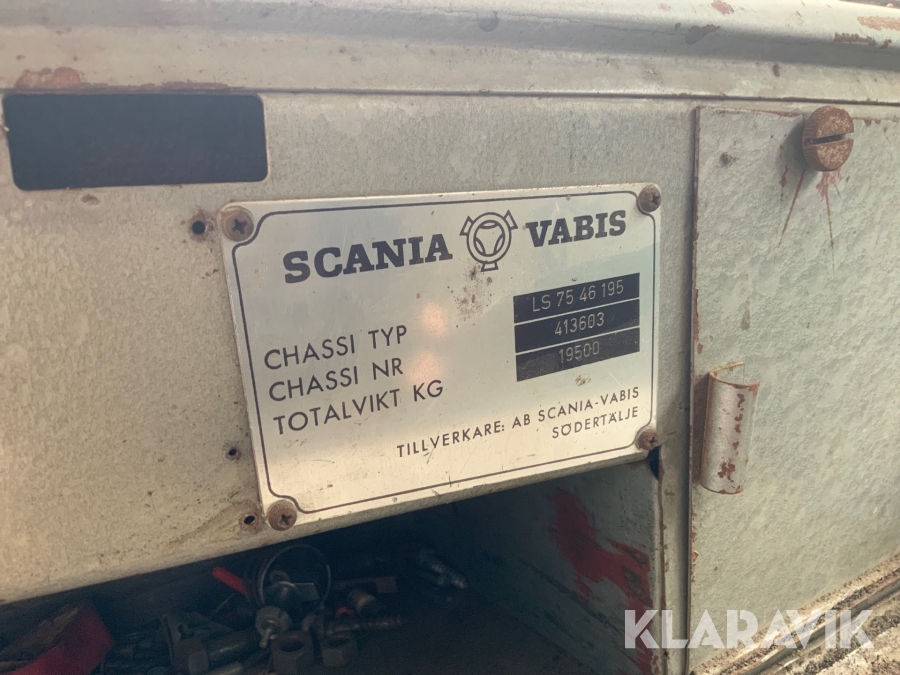 SCANIA VABIS
CHASSI TYP LS 75 46 195
CHASSI NR 413603
TOTALVIKT KG 19500
TILLVERKARE: AB SCANIA-VABIS
SÖDERTÄLJE
KLARAVIK